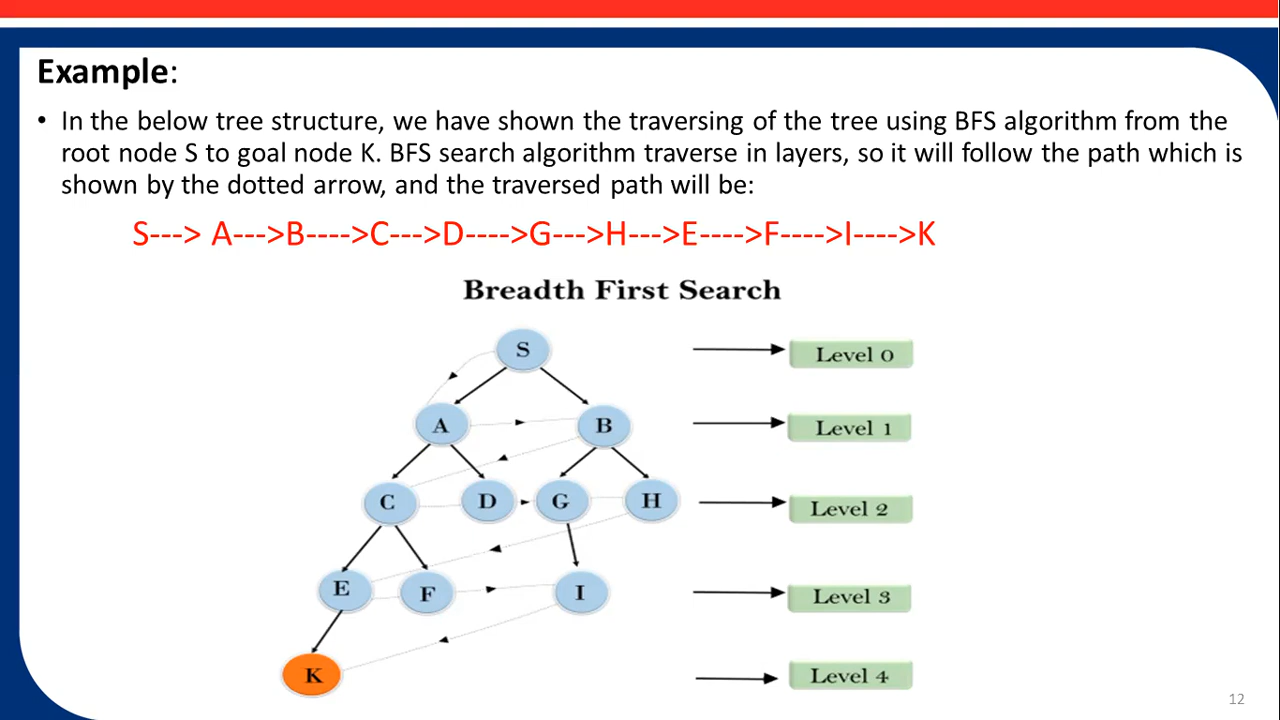 Example:
• In the below tree structure, we have shown the traversing of the tree using BFS algorithm from the
root node S to goal node K. BFS search algorithm traverse in layers, so it will follow the path which is
shown by the dotted arrow, and the traversed path will be:
S---> A--->B---->C--->D---->G--->H--->E---->F---->I---->K
Breadth First Search
S Level 0
A B Level 1
C D G H Level 2
E F I Level 3
K Level 4
12